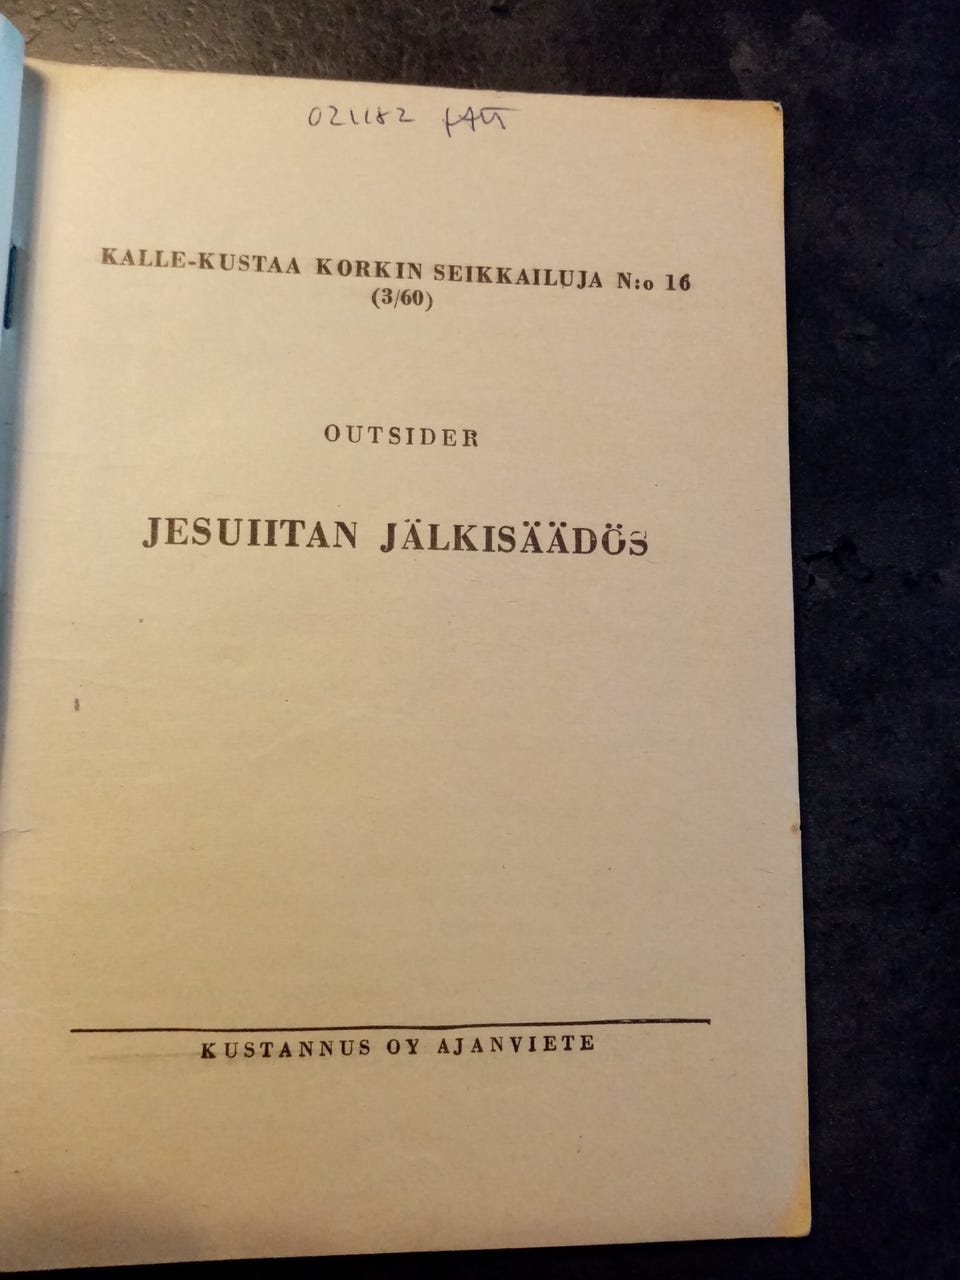 021182
KALLE-KUSTAA KORKIN SEIKKAILUJA N:o 16
(3/60)
OUTSIDER
JESUIITAN JÄLKISÄÄDÖS
KUSTANNUS OY AJANVIETE